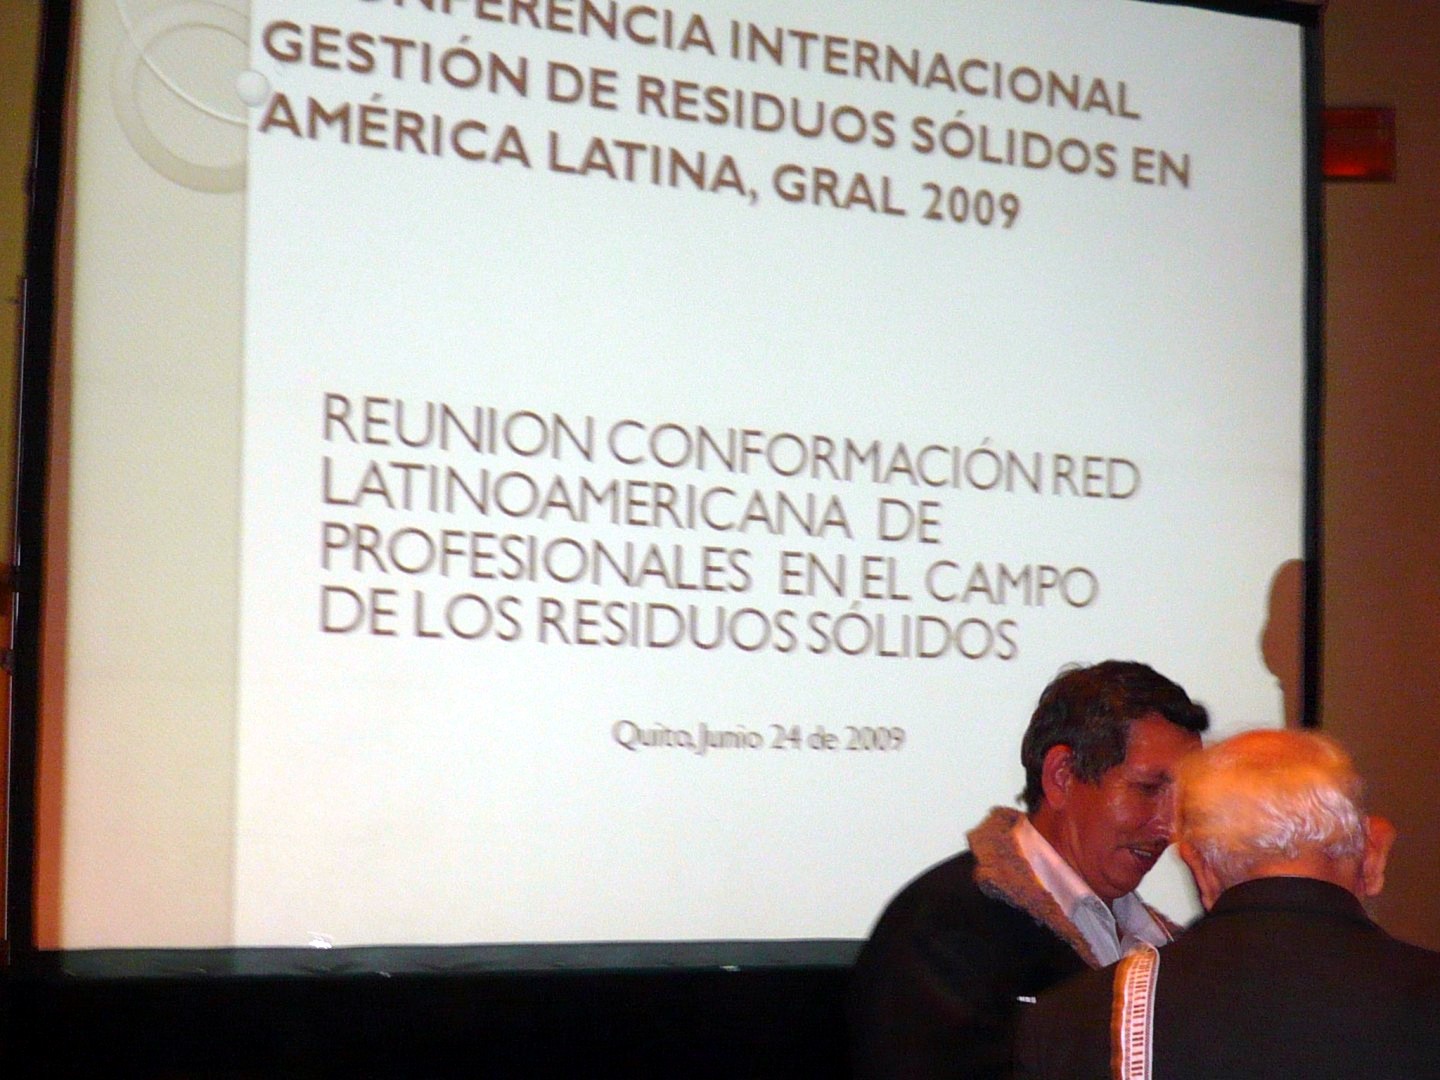 CONFERENCIA INTERNACIONAL
GESTIÓN DE RESIDUOS SÓLIDOS EN
AMÉRICA LATINA, GRAL 2009
REUNION CONFORMACIÓN RED
LATINOAMERICANA DE
PROFESIONALES EN EL CAMPO
DE LOS RESIDUOS SÓLIDOS
Quito, Junio 24 de 2009